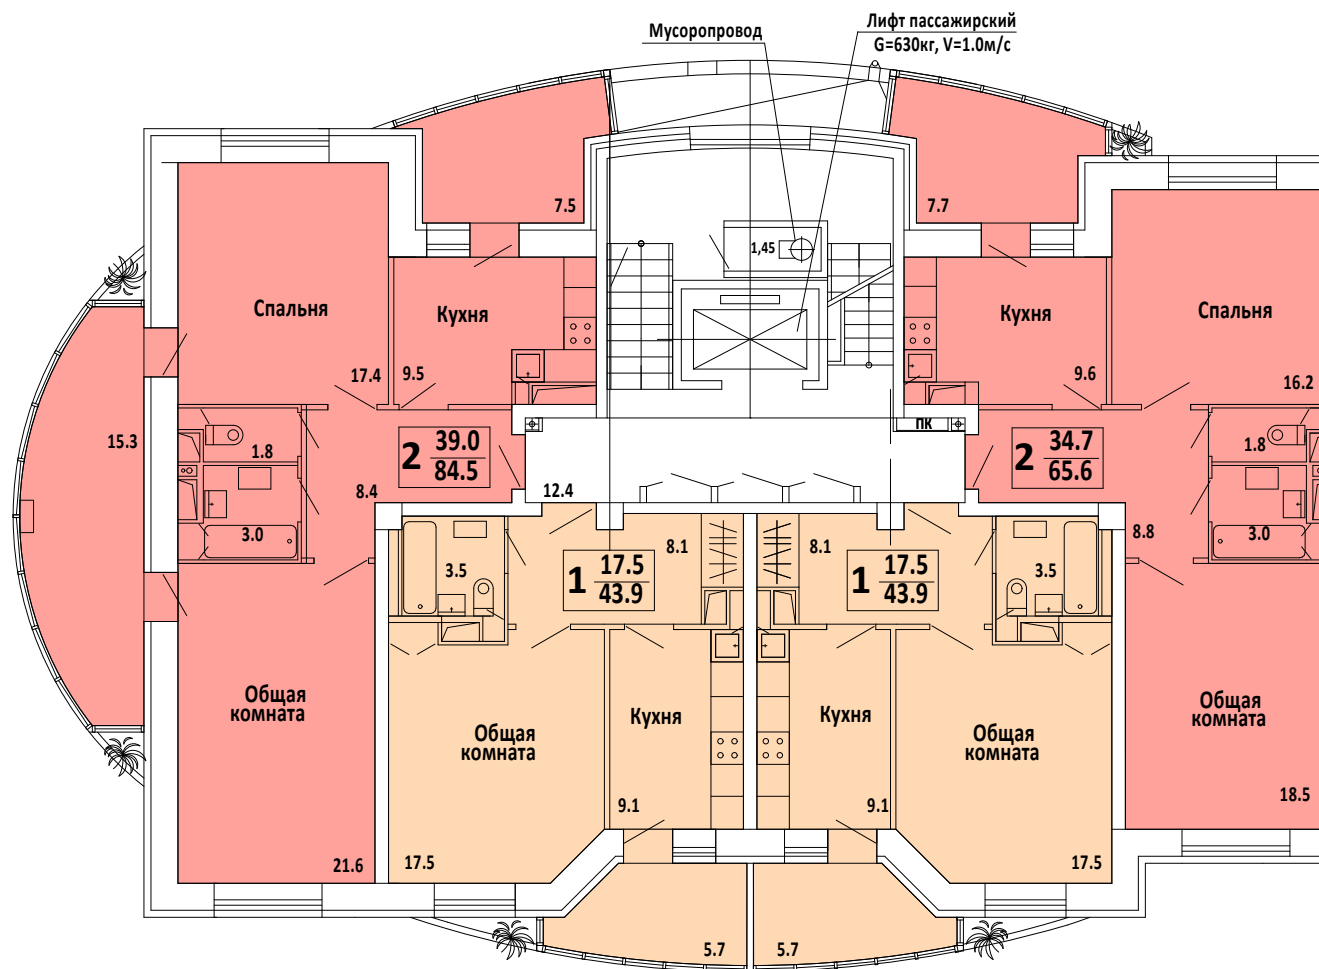 Мусоропровод
Лифт пассажирский
G=630кг, V=1.0м/с
7.5
7.7
1,45
Спальня
Кухня
Кухня
Спальня
17.4
9.5
9.6
16.2
15.3
1.8
2
39.0
84.5
ПК
2
34.7
65.6
1.8
8.4
12.4
3.0
8.8
3.0
3.5
1
17.5
43.9
8.1
8.1
1
17.5
43.9
3.5
Общая
комната
Общая
комната
Кухня
Кухня
Общая
комната
Общая
комната
9.1
9.1
18.5
21.6
17.5
17.5
5.7
5.7